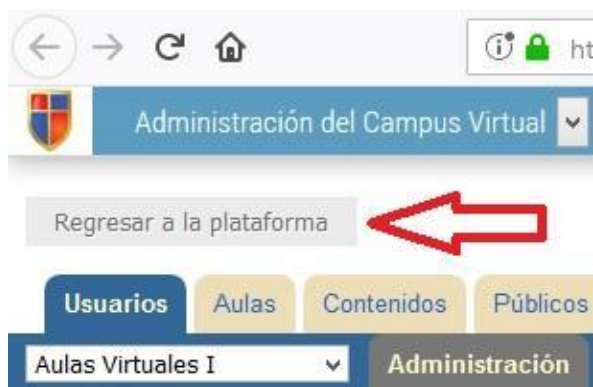 ht
Administración del Campus Virtual
Regresar a la plataforma
Usuarios Aulas Contenidos Públicos
Aulas Virtuales I Administración